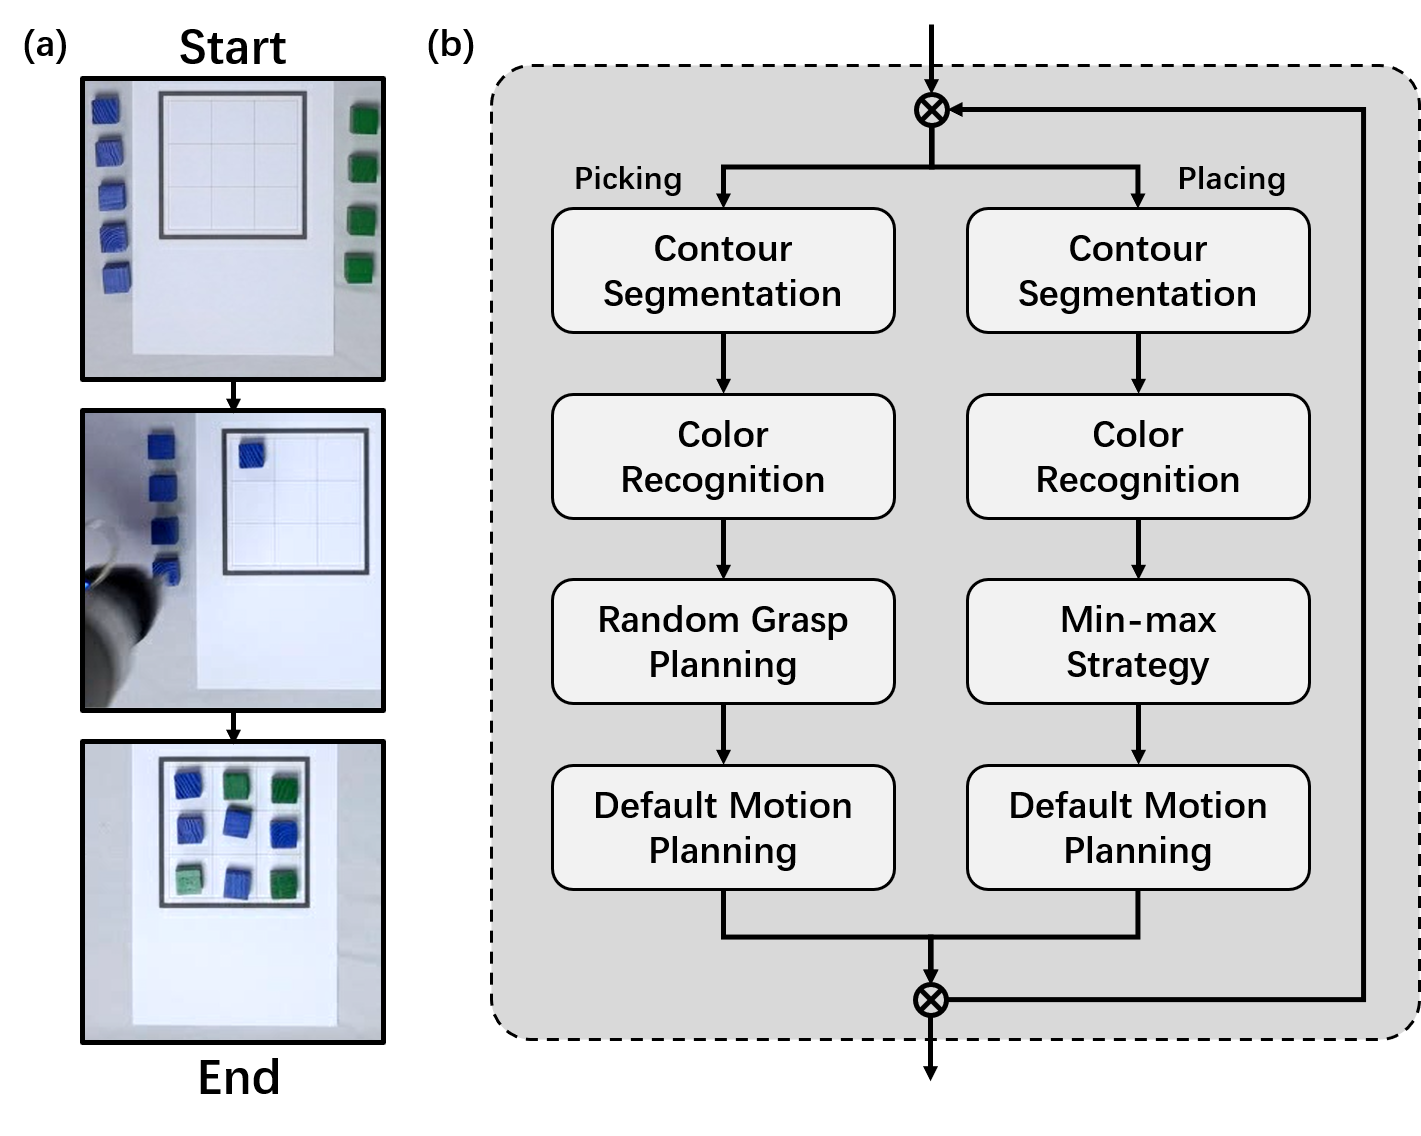 (a)
Start
End
(b)
Picking
Placing
Contour
Segmentation
Color
Recognition
Random Grasp
Planning
Default Motion
Planning
Contour
Segmentation
Color
Recognition
Min-max
Strategy
Default Motion
Planning